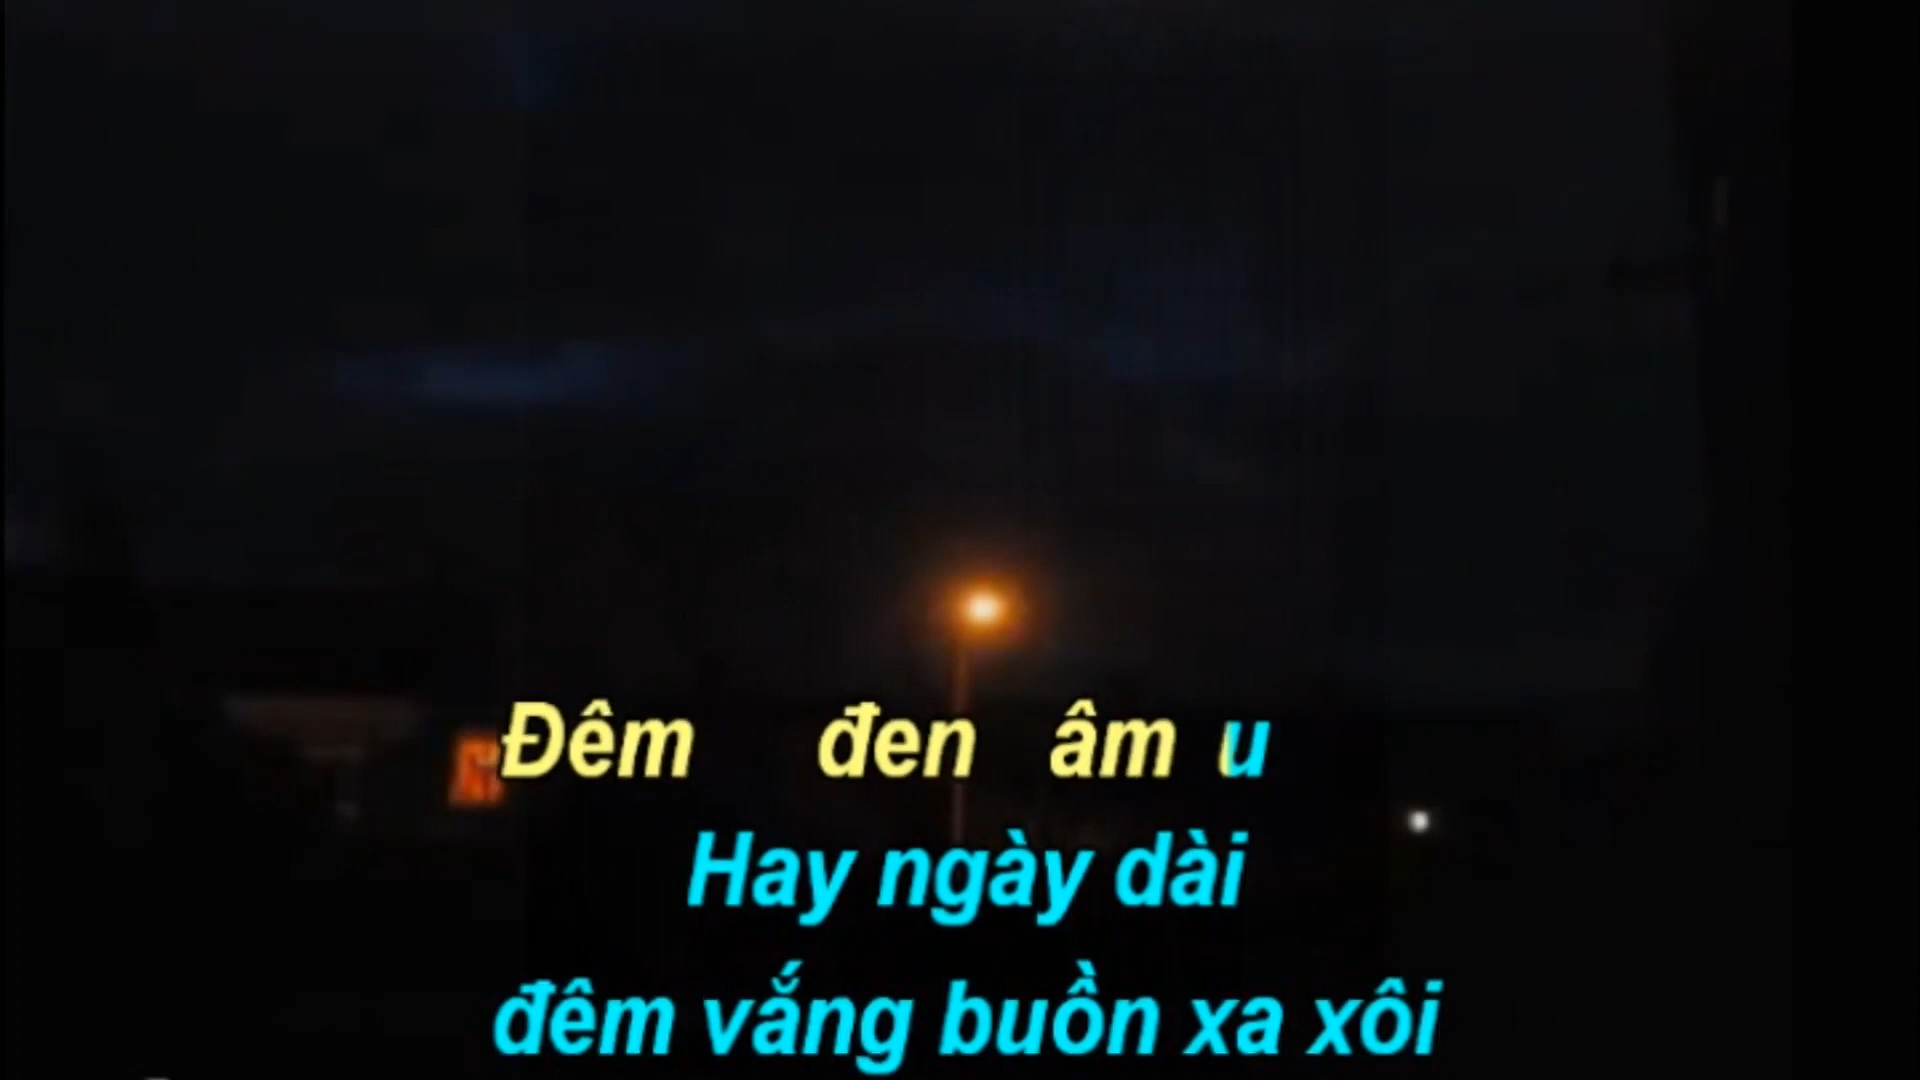 Đêm đen âm u
Hay ngày dài
đêm vắng buồn xa xôi